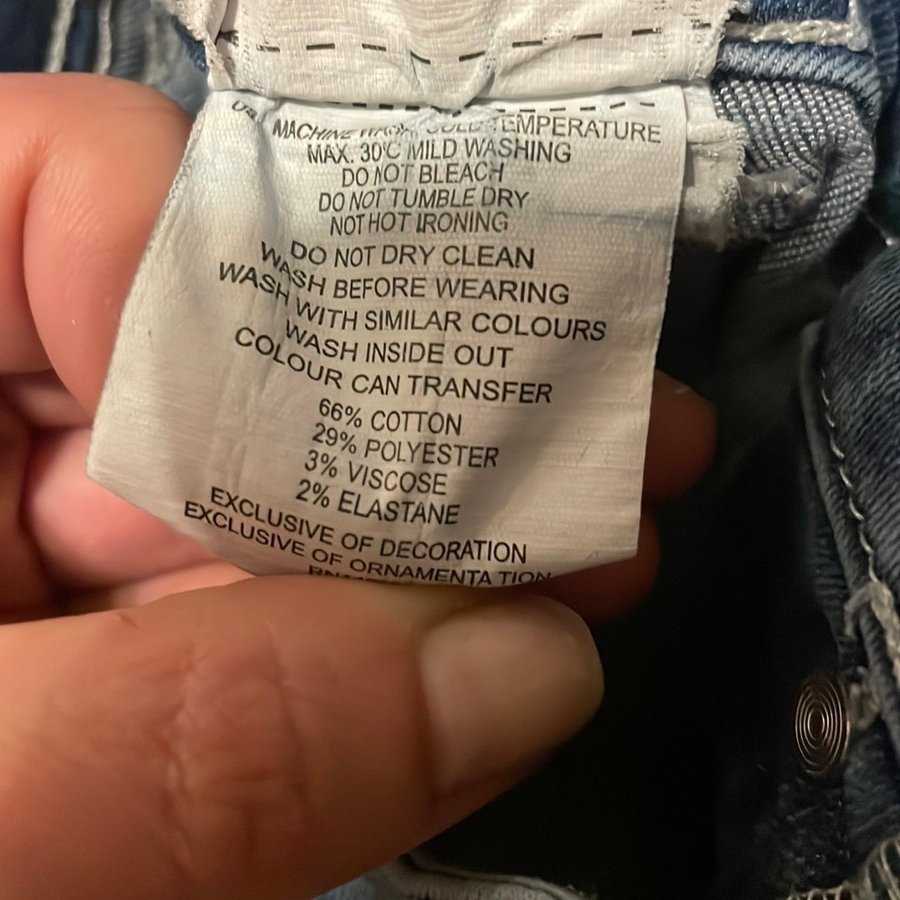 MACHINE WASH, COLD TEMPERATURE
MAX. 30°C MILD WASHING
DO NOT BLEACH
DO NOT TUMBLE DRY
NOT HOT IRONING
DO NOT DRY CLEAN
WASH BEFORE WEARING
WASH WITH SIMILAR COLOURS
WASH INSIDE OUT
COLOUR CAN TRANSFER
66% COTTON
29% POLYESTER
3% VISCOSE
2% ELASTANE
EXCLUSIVE OF DECORATION
EXCLUSIVE OF ORNAMENTATION